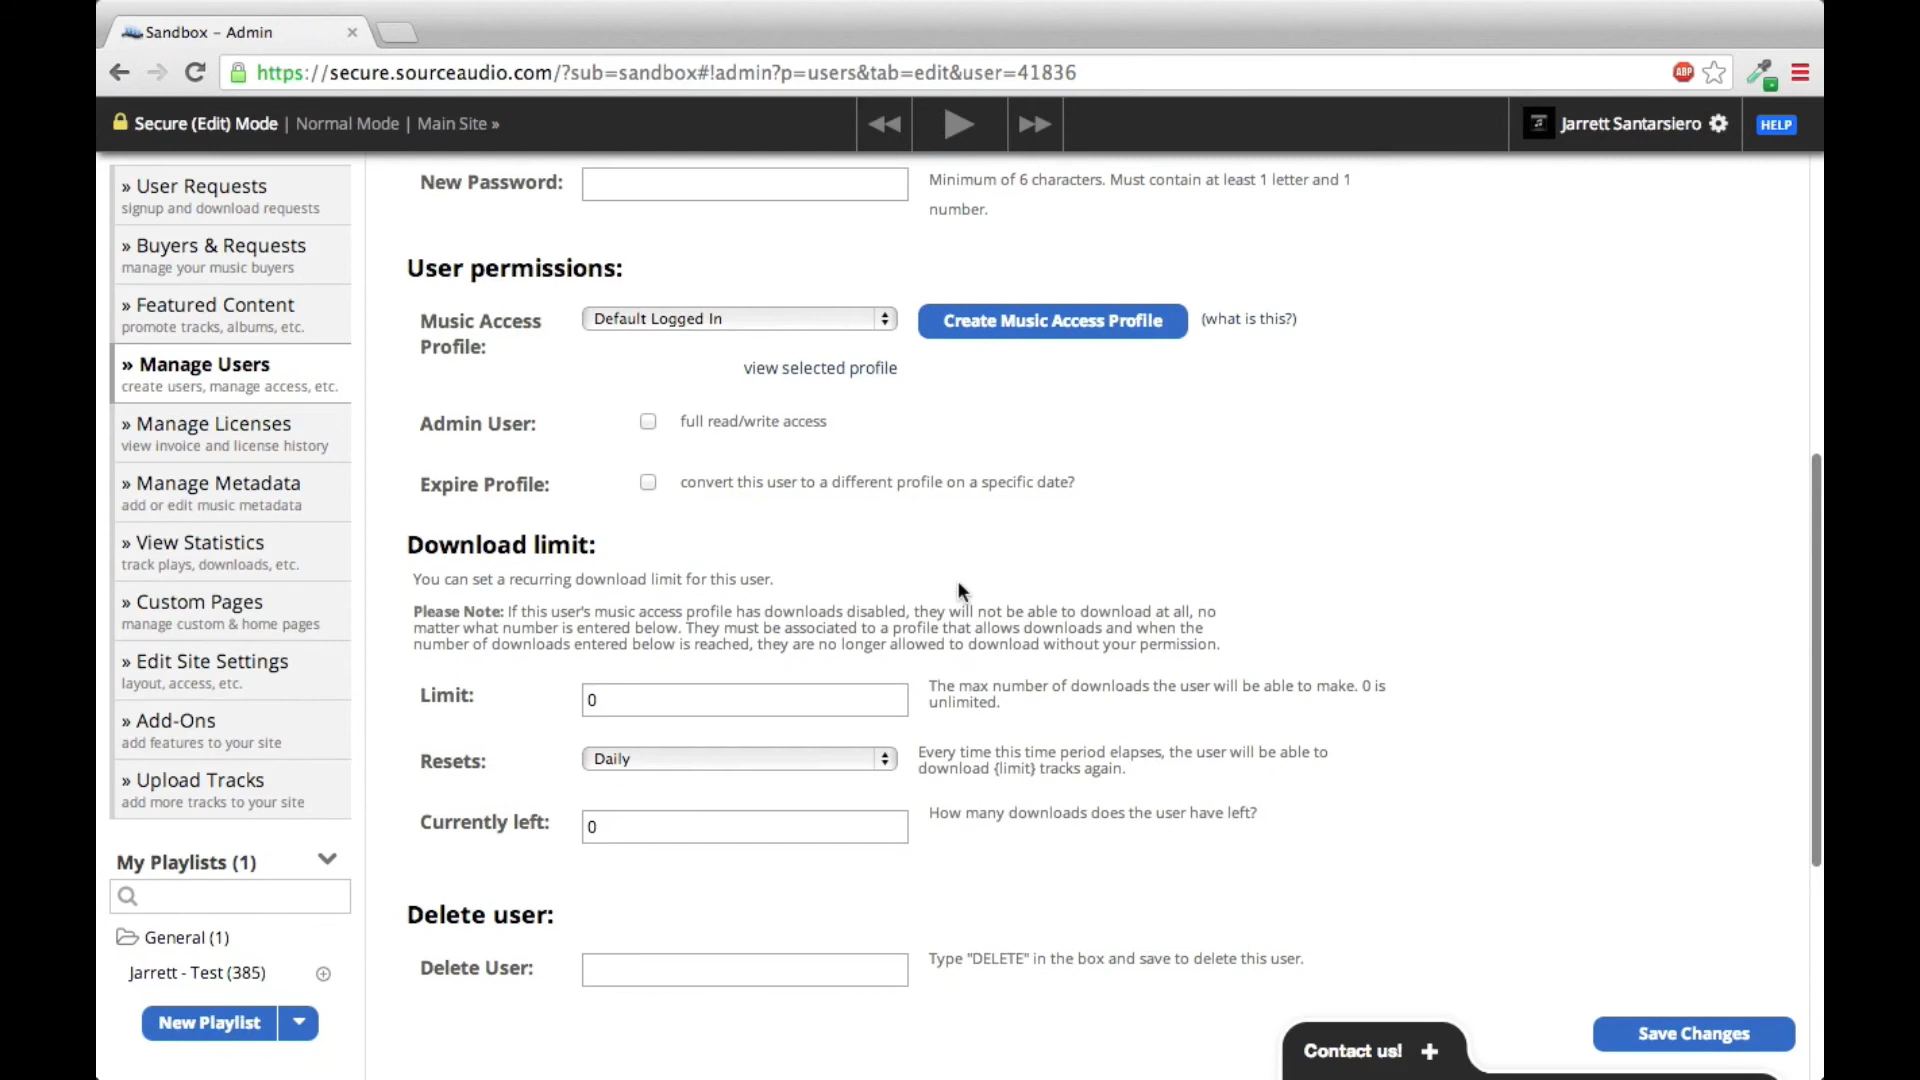 Sandbox – Admin
https://secure.sourceaudio.com/?sub=sandbox#!admin?p=users&tab=edit&user=41836
ABP
Secure (Edit) Mode | Normal Mode | Main Site »
Jarrett Santarsiero
HELP
» User Requests
signup and download requests
» Buyers & Requests
manage your music buyers
» Featured Content
promote tracks, albums, etc.
» Manage Users
create users, manage access, etc.
» Manage Licenses
view invoice and license history
» Manage Metadata
add or edit music metadata
» View Statistics
track plays, downloads, etc.
» Custom Pages
manage custom & home pages
» Edit Site Settings
layout, access, etc.
» Add-Ons
add features to your site
» Upload Tracks
add more tracks to your site
My Playlists (1)
General (1)
Jarrett - Test (385)
New Playlist
New Password:
Minimum of 6 characters. Must contain at least 1 letter and 1
number.
User permissions:
Music Access
Profile:
Default Logged In
Create Music Access Profile
(what is this?)
view selected profile
Admin User:
full read/write access
Expire Profile:
convert this user to a different profile on a specific date?
Download limit:
You can set a recurring download limit for this user.
Please Note: If this user's music access profile has downloads disabled, they will not be able to download at all, no
matter what number is entered below. They must be associated to a profile that allows downloads and when the
number of downloads entered below is reached, they are no longer allowed to download without your permission.
Limit:
0
The max number of downloads the user will be able to make. 0 is
unlimited.
Resets:
Daily
Every time this time period elapses, the user will be able to
download {limit} tracks again.
Currently left:
0
How many downloads does the user have left?
Delete user:
Delete User:
Type "DELETE" in the box and save to delete this user.
Save Changes
Contact us! +